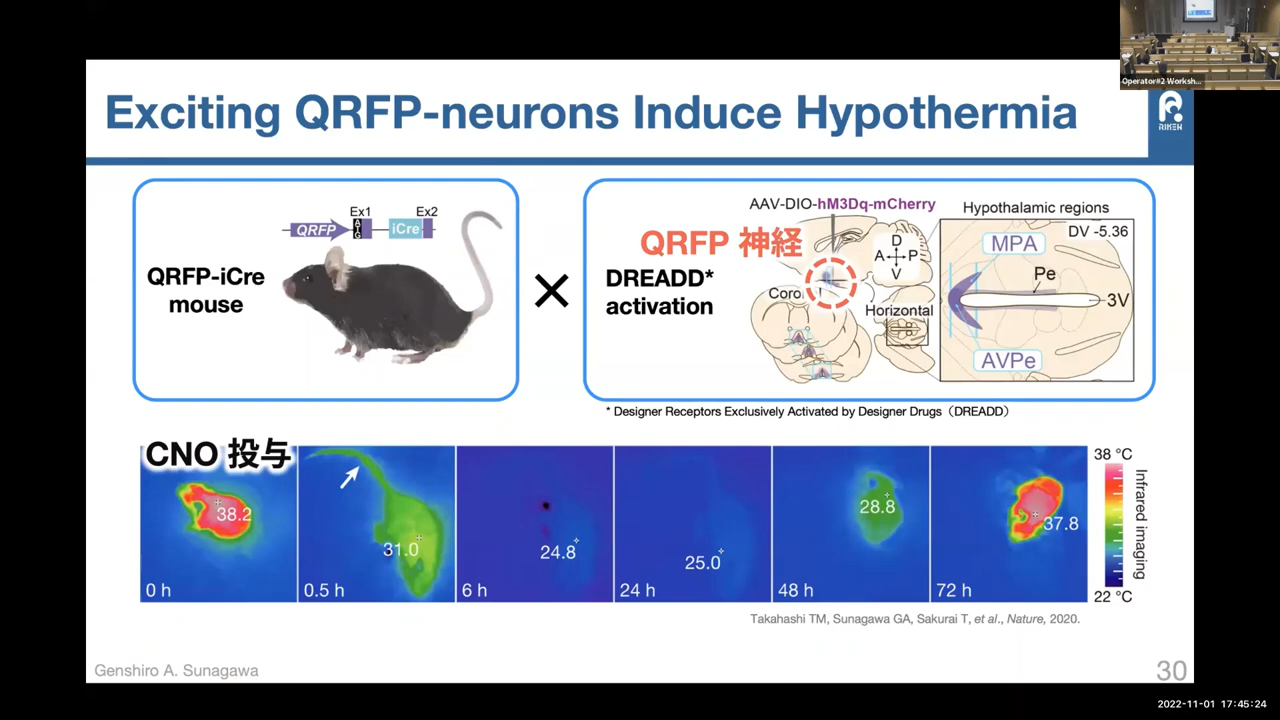 Operator#2 Worksh...
Exciting QRFP-neurons Induce Hypothermia
RIKEN
QRFP-iCre
mouse
QRFP
Ex1
ATG
iCre
Ex2
×
QRFP 神経
DREADD*
activation
AAV-DIO-hM3Dq-mCherry
D
A P
V
Coro
Horizontal
Hypothalamic regions
DV -5.36
MPA
Pe
3V
AVPe
* Designer Receptors Exclusively Activated by Designer Drugs（DREADD）
CNO 投与
38.2
0 h
31.0
0.5 h
24.8
6 h
25.0
24 h
28.8
48 h
37.8
72 h
38 °C
Infrared imaging
22 °C
Takahashi TM, Sunagawa GA, Sakurai T, et al., Nature, 2020.
Genshiro A. Sunagawa
30
2022-11-01 17:45:24